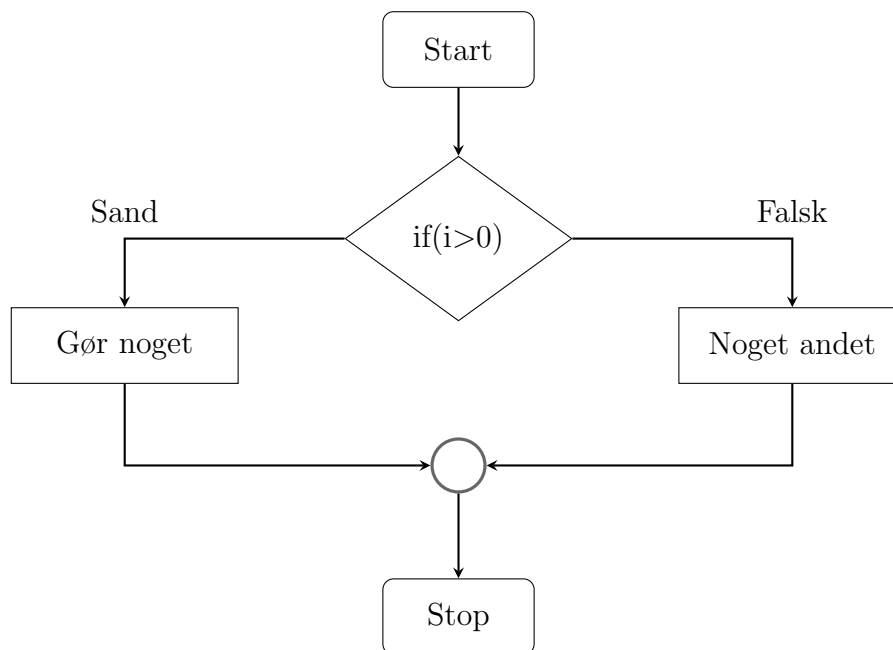 Start
Sand
if(i>0)
Falsk
Gør noget
Noget andet
Stop